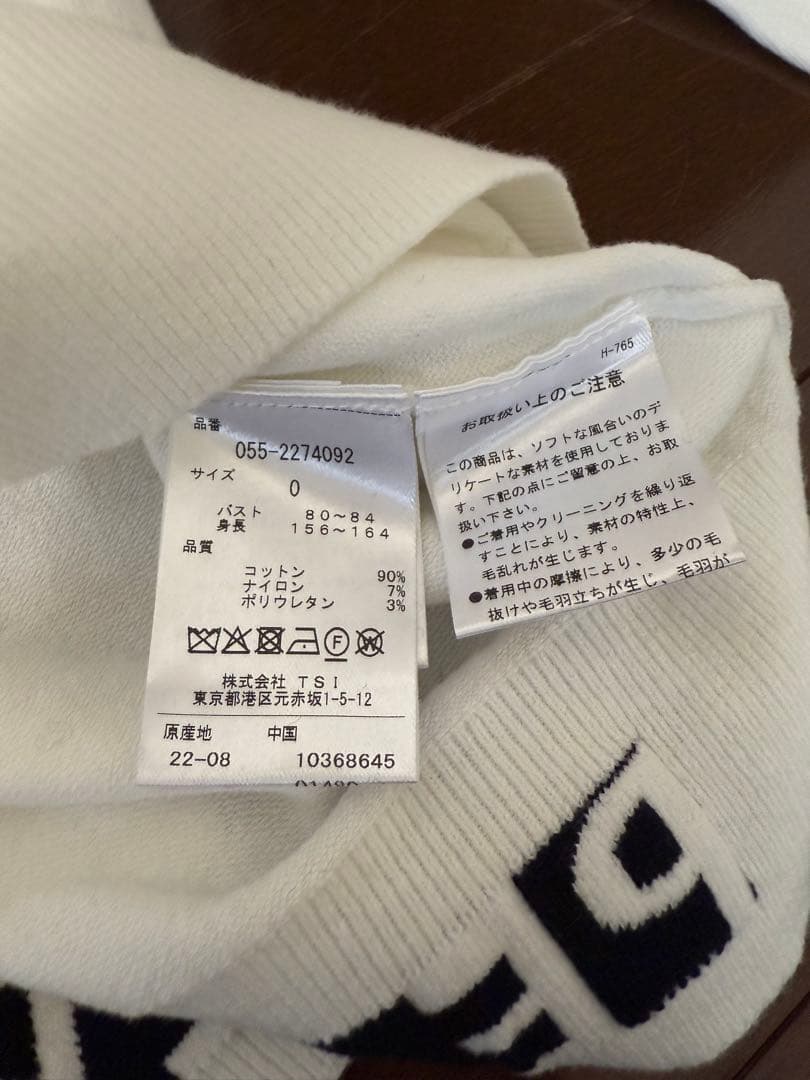 品番
055-2274092
サイズ
0
バスト 80～84
身長 156～164
品質
コットン 90%
ナイロン 7%
ポリウレタン 3%
F W
株式会社 TSI
東京都港区元赤坂1-5-12
原産地 中国
22-08 10368645
H-765
お取扱い上のご注意
この商品は、ソフトな風合いのデ
リケートな素材を使用しておりま
す。下記の点にご留意の上、お取
扱い下さい。
●ご着用やクリーニングを繰り返
すことにより、素材の特性上、
毛乱れが生じます。
●着用中の摩擦により、多少の毛
抜けや毛羽立ちが生じ、毛羽が